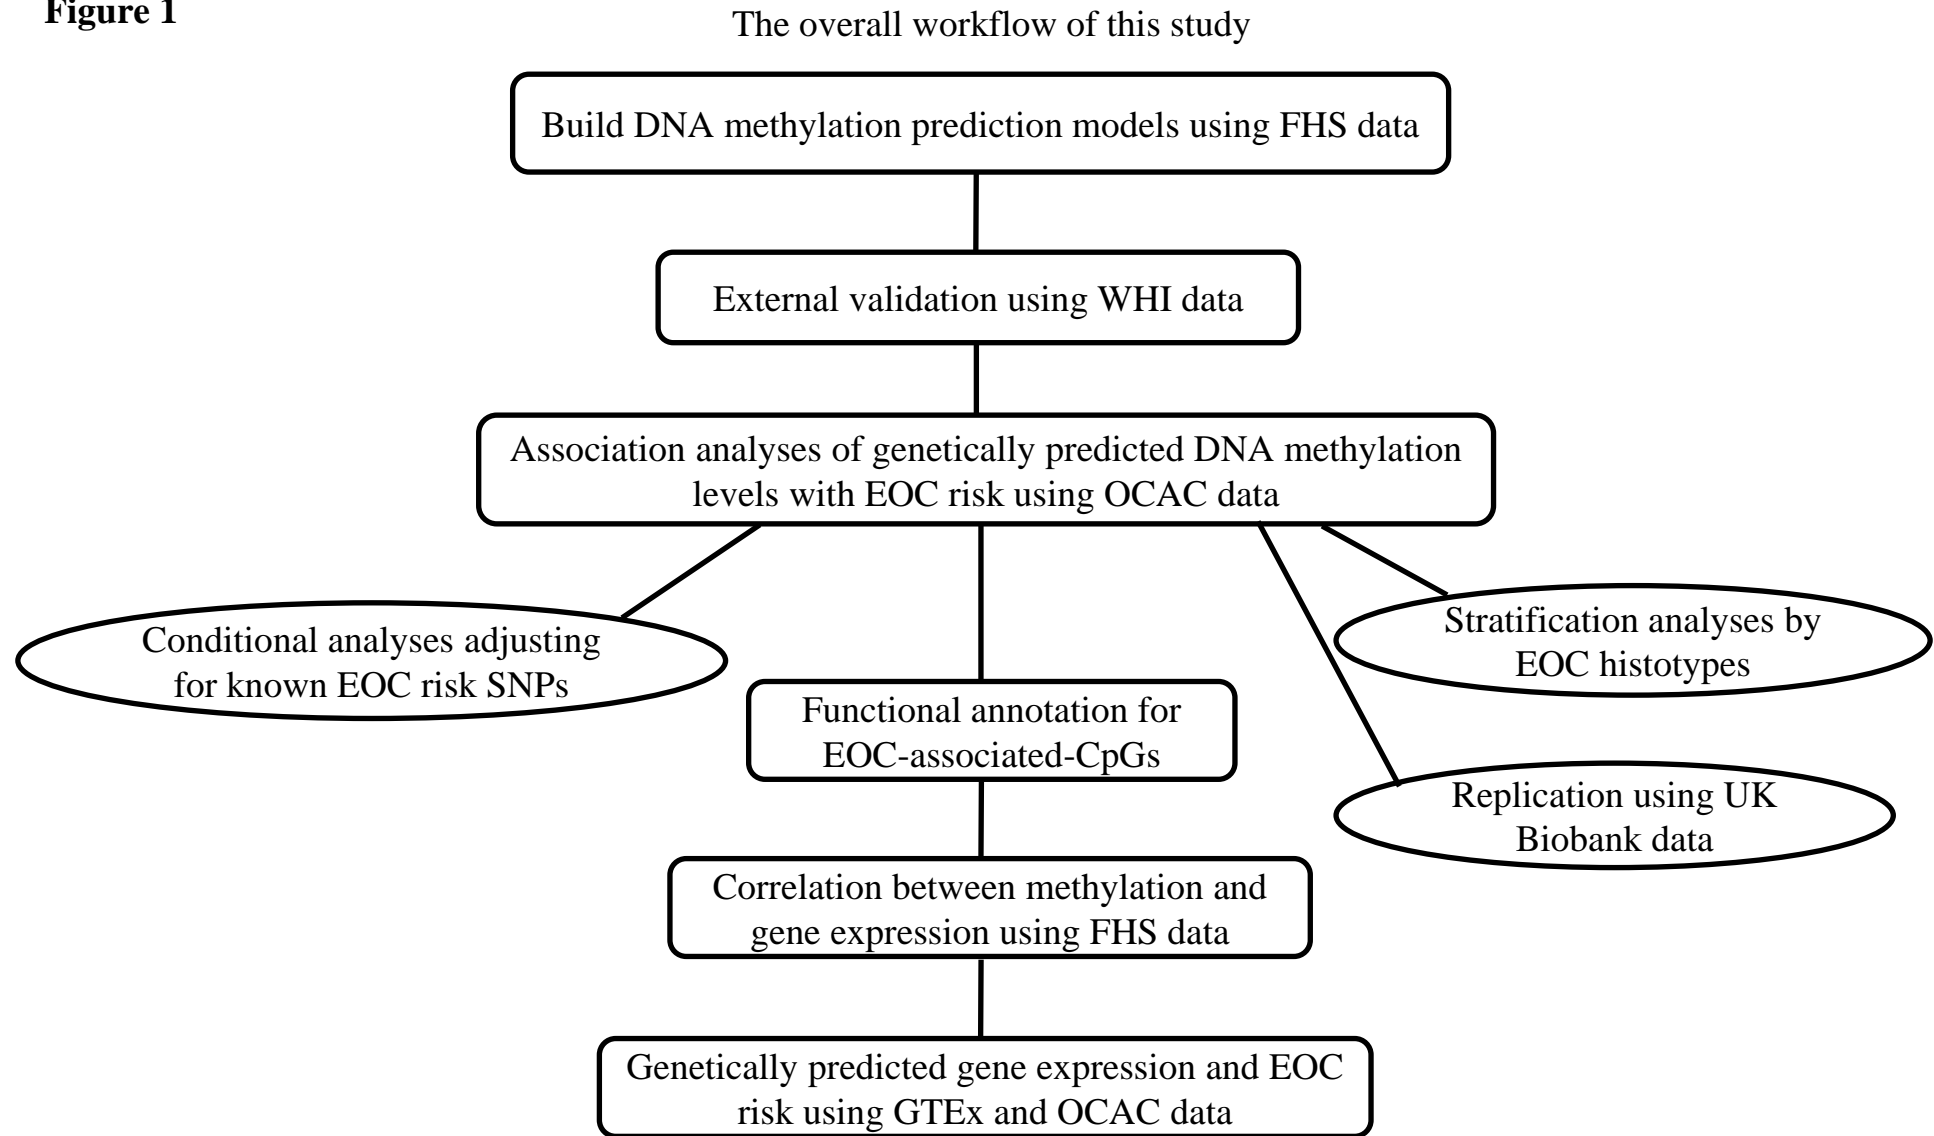 Figure 1
The overall workflow of this study
Build DNA methylation prediction models using FHS data
External validation using WHI data
Association analyses of genetically predicted DNA methylation
levels with EOC risk using OCAC data
Conditional analyses adjusting
for known EOC risk SNPs
Stratification analyses by
EOC histotypes
Functional annotation for
EOC-associated-CpGs
Replication using UK
Biobank data
Correlation between methylation and
gene expression using FHS data
Genetically predicted gene expression and EOC
risk using GTEx and OCAC data